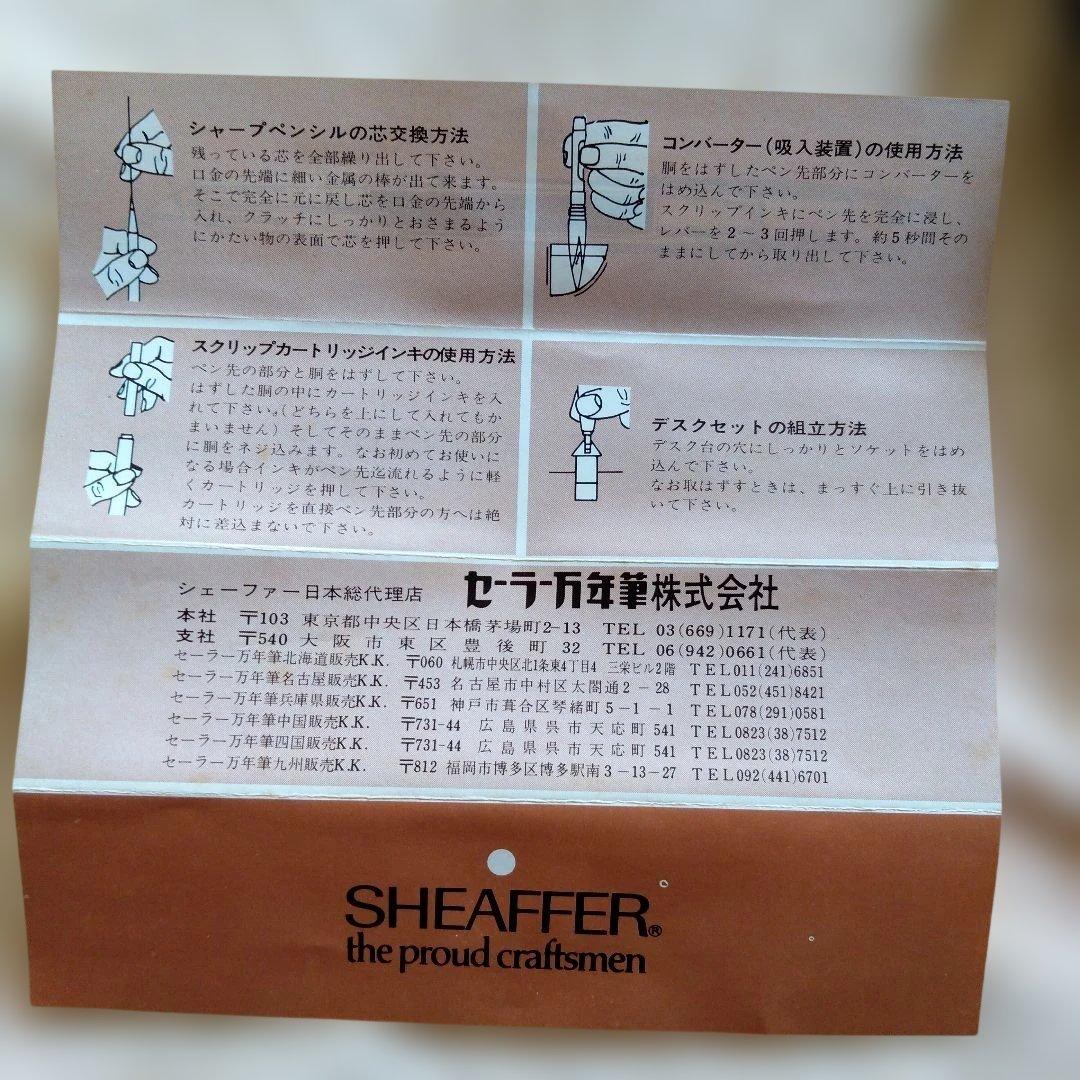 シャープペンシルの芯交換方法
残っている芯を全部繰り出して下さい。
口金の先端に細い金属の棒が出て来ます。
そこで完全に元に戻し芯を口金の先端から
入れ、クラッチにしっかりとおさまるよう
にかたい物の表面で芯を押して下さい。
コンバーター(吸入装置)の使用方法
胴をはずしたペン先部分にコンバーターを
はめ込んで下さい。
スクリップインキにペン先を完全に浸し、
レバーを2〜3回押します。約5秒間その
ままにしてから取り出して下さい。
スクリップカートリッジインキの使用方法
ペン先の部分と胴をはずして下さい。
はずした胴の中にカートリッジインキを入
れて下さい。(どちらを上にして入れてもか
まいません)そしてそのままペン先の部分
に胴をネジ込みます。なお初めてお使いに
なる場合インキがペン先迄流れるように軽
くカートリッジを押して下さい。
カートリッジを直接ペン先部分の方へは絶
対に差込まないで下さい。
デスクセットの組立方法
デスク台の穴にしっかりとソケットをはめ
込んで下さい。
なお取はずすときは、まっすぐ上に引き抜
いて下さい。
シェーファー日本総代理店 セーラー万年筆株式会社
本社 〒103 東京都中央区日本橋茅場町2-13 TEL 03(669)1171(代表)
支社 〒540 大阪市東区豊後町32 TEL 06(942)0661(代表)
セーラー万年筆北海道販売K.K. 〒060 札幌市中央区北1条東4丁目4 三栄ビル2階 TEL011(241)6851
セーラー万年筆名古屋販売K.K. 〒453 名古屋市中村区太閤通2-28 TEL052(451)8421
セーラー万年筆兵庫県販売K.K. 〒651 神戸市葺合区琴緒町5-1-1 TEL078(291)0581
セーラー万年筆中国販売K.K. 〒731-44 広島県呉市天応町541 TEL0823(38)7512
セーラー万年筆四国販売K.K. 〒731-44 広島県呉市天応町541 TEL0823(38)7512
セーラー万年筆九州販売K.K. 〒812 福岡市博多区博多駅南3-13-27 TEL092(441)6701
SHEAFFER®
the proud craftsmen